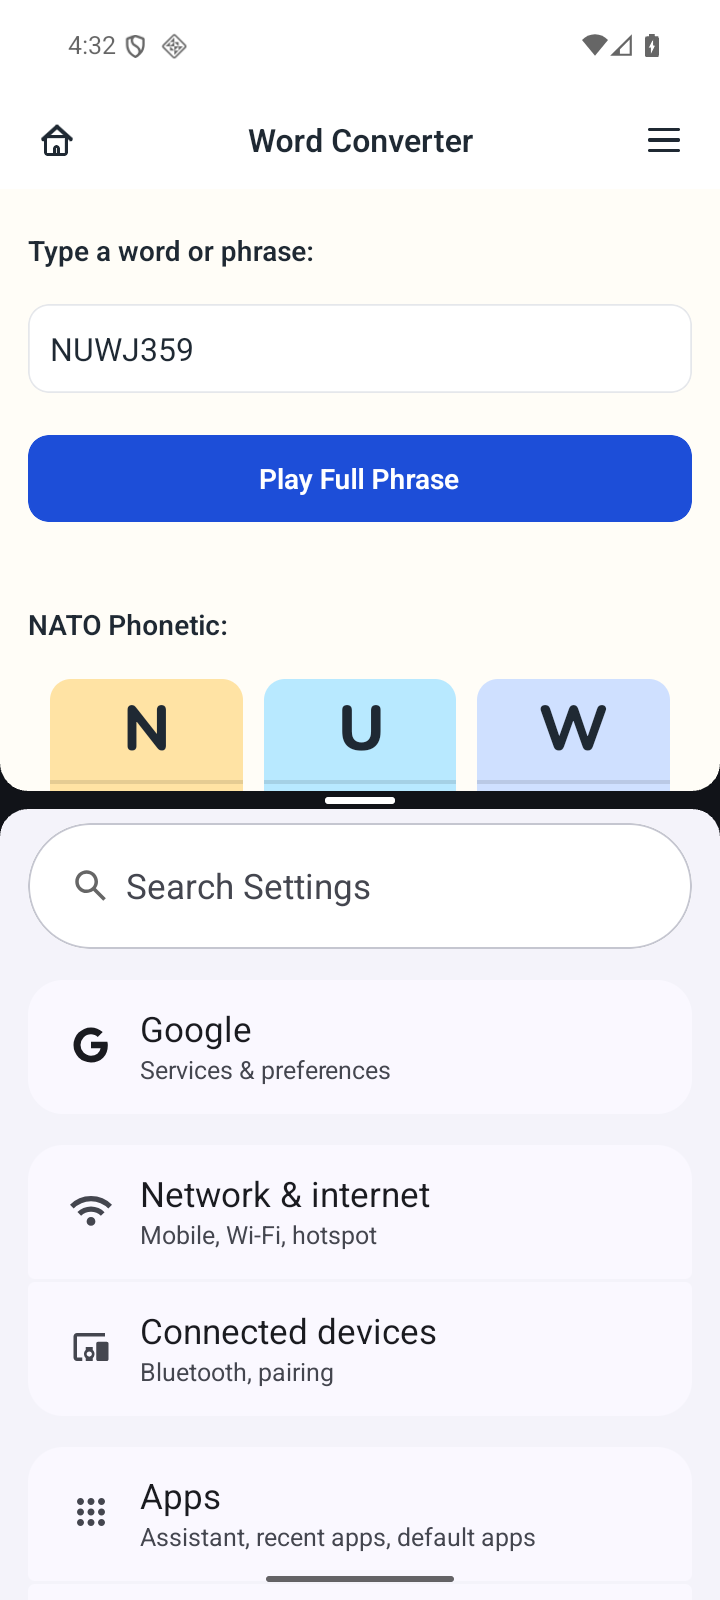 4:32
Word Converter
Type a word or phrase:
NUWJ359
Play Full Phrase
NATO Phonetic:
N U W
Search Settings
Google
Services & preferences
Network & internet
Mobile, Wi-Fi, hotspot
Connected devices
Bluetooth, pairing
Apps
Assistant, recent apps, default apps